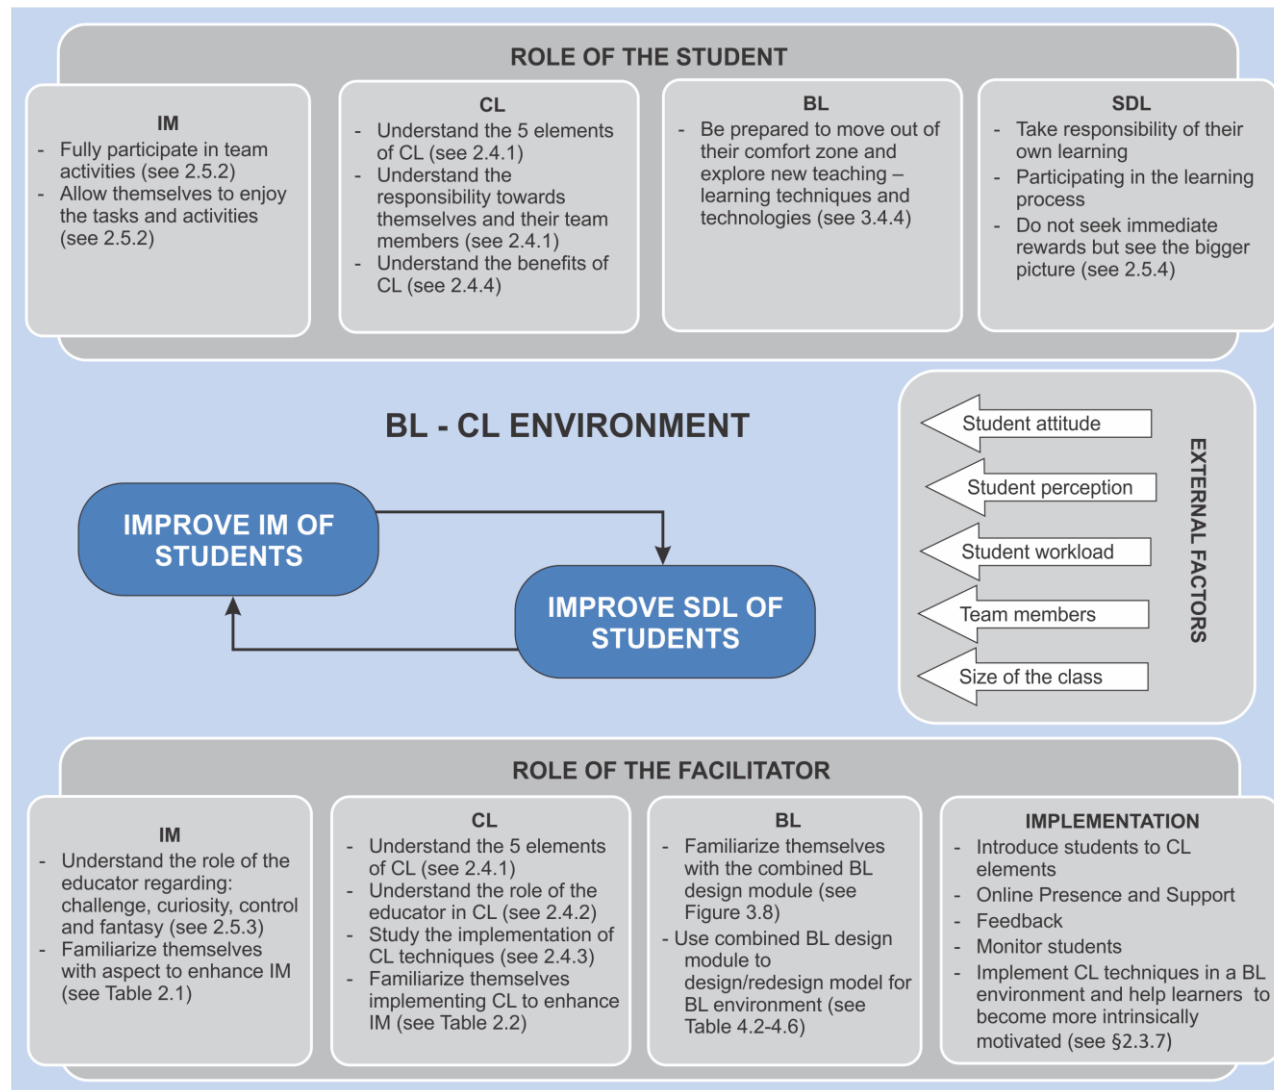 ROLE OF THE STUDENT
IM
- Fully participate in team
activities (see 2.5.2)
- Allow themselves to enjoy
the tasks and activities
(see 2.5.2)
CL
- Understand the 5 elements
of CL (see 2.4.1)
- Understand the
responsibility towards
themselves and their team
members (see 2.4.1)
- Understand the benefits of
CL (see 2.4.4)
BL
- Be prepared to move out of
their comfort zone and
explore new teaching –
learning techniques and
technologies (see 3.4.4)
SDL
- Take responsibility of their
own learning
- Participating in the learning
process
- Do not seek immediate
rewards but see the bigger
picture (see 2.5.4)
BL - CL ENVIRONMENT
IMPROVE IM OF
STUDENTS
IMPROVE SDL OF
STUDENTS
Student attitude
Student perception
Student workload
Team members
Size of the class
EXTERNAL FACTORS
ROLE OF THE FACILITATOR
IM
- Understand the role of the
educator regarding:
challenge, curiosity, control
and fantasy (see 2.5.3)
- Familiarize themselves
with aspect to enhance IM
(see Table 2.1)
CL
- Understand the 5 elements
of CL (see 2.4.1)
- Understand the role of the
educator in CL (see 2.4.2)
- Study the implementation of
CL techniques (see 2.4.3)
- Familiarize themselves
implementing CL to enhance
IM (see Table 2.2)
BL
- Familiarize themselves
with the combined BL
design module (see
Figure 3.8)
- Use combined BL design
module to
design/redesign model for
BL environment (see
Table 4.2-4.6)
IMPLEMENTATION
- Introduce students to CL
elements
- Online Presence and Support
- Feedback
- Monitor students
- Implement CL techniques in a BL
environment and help learners to
become more intrinsically
motivated (see §2.3.7)